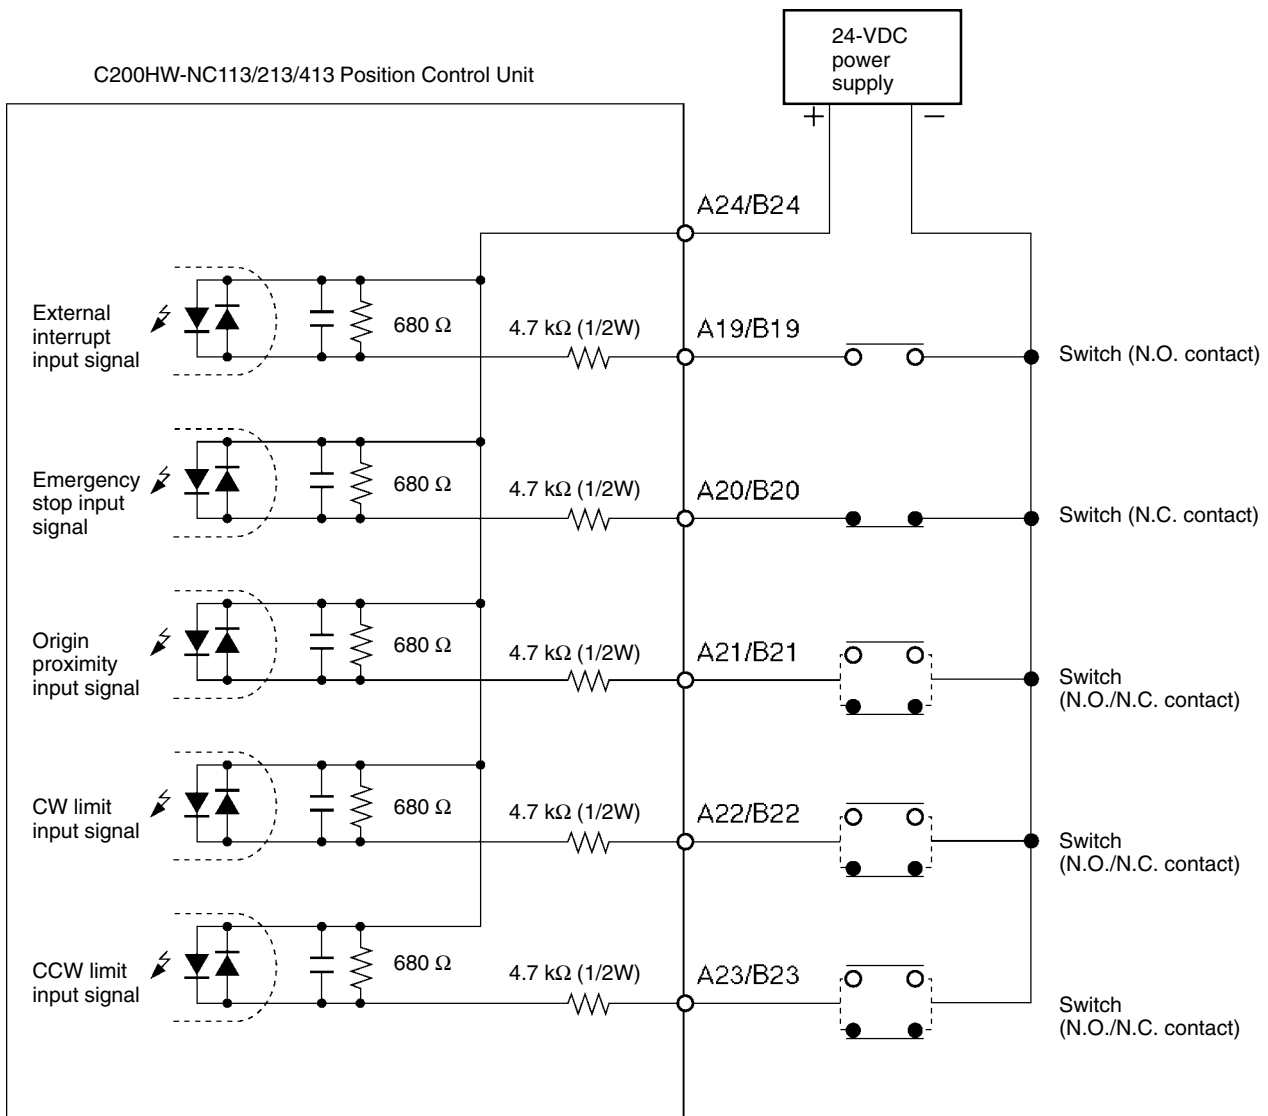 24-VDC
power
supply
C200HW-NC113/213/413 Position Control Unit
+ −
A24/B24
External
interrupt
input signal
680 Ω
4.7 kΩ (1/2W)
A19/B19
Switch (N.O. contact)
Emergency
stop input
signal
680 Ω
4.7 kΩ (1/2W)
A20/B20
Switch (N.C. contact)
Origin
proximity
input signal
680 Ω
4.7 kΩ (1/2W)
A21/B21
Switch
(N.O./N.C. contact)
CW limit
input signal
680 Ω
4.7 kΩ (1/2W)
A22/B22
Switch
(N.O./N.C. contact)
CCW limit
input signal
680 Ω
4.7 kΩ (1/2W)
A23/B23
Switch
(N.O./N.C. contact)